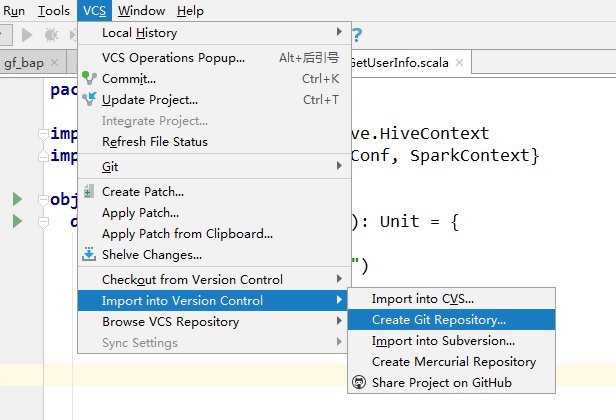 Run Tools VCS Window Help
gf_bap
GetUserInfo.scala
Local History
VCS Operations Popup... Alt+后引号
Commit... Ctrl+K
Update Project... Ctrl+T
Integrate Project...
Refresh File Status
Git
Create Patch...
Apply Patch...
Apply Patch from Clipboard...
Shelve Changes...
Checkout from Version Control
Import into Version Control
Browse VCS Repository
Sync Settings
Import into CVS...
Create Git Repository...
Import into Subversion...
Create Mercurial Repository
Share Project on GitHub
pac
imp ve.HiveContext
imp Conf, SparkContext}
obj
d ): Unit = {
")